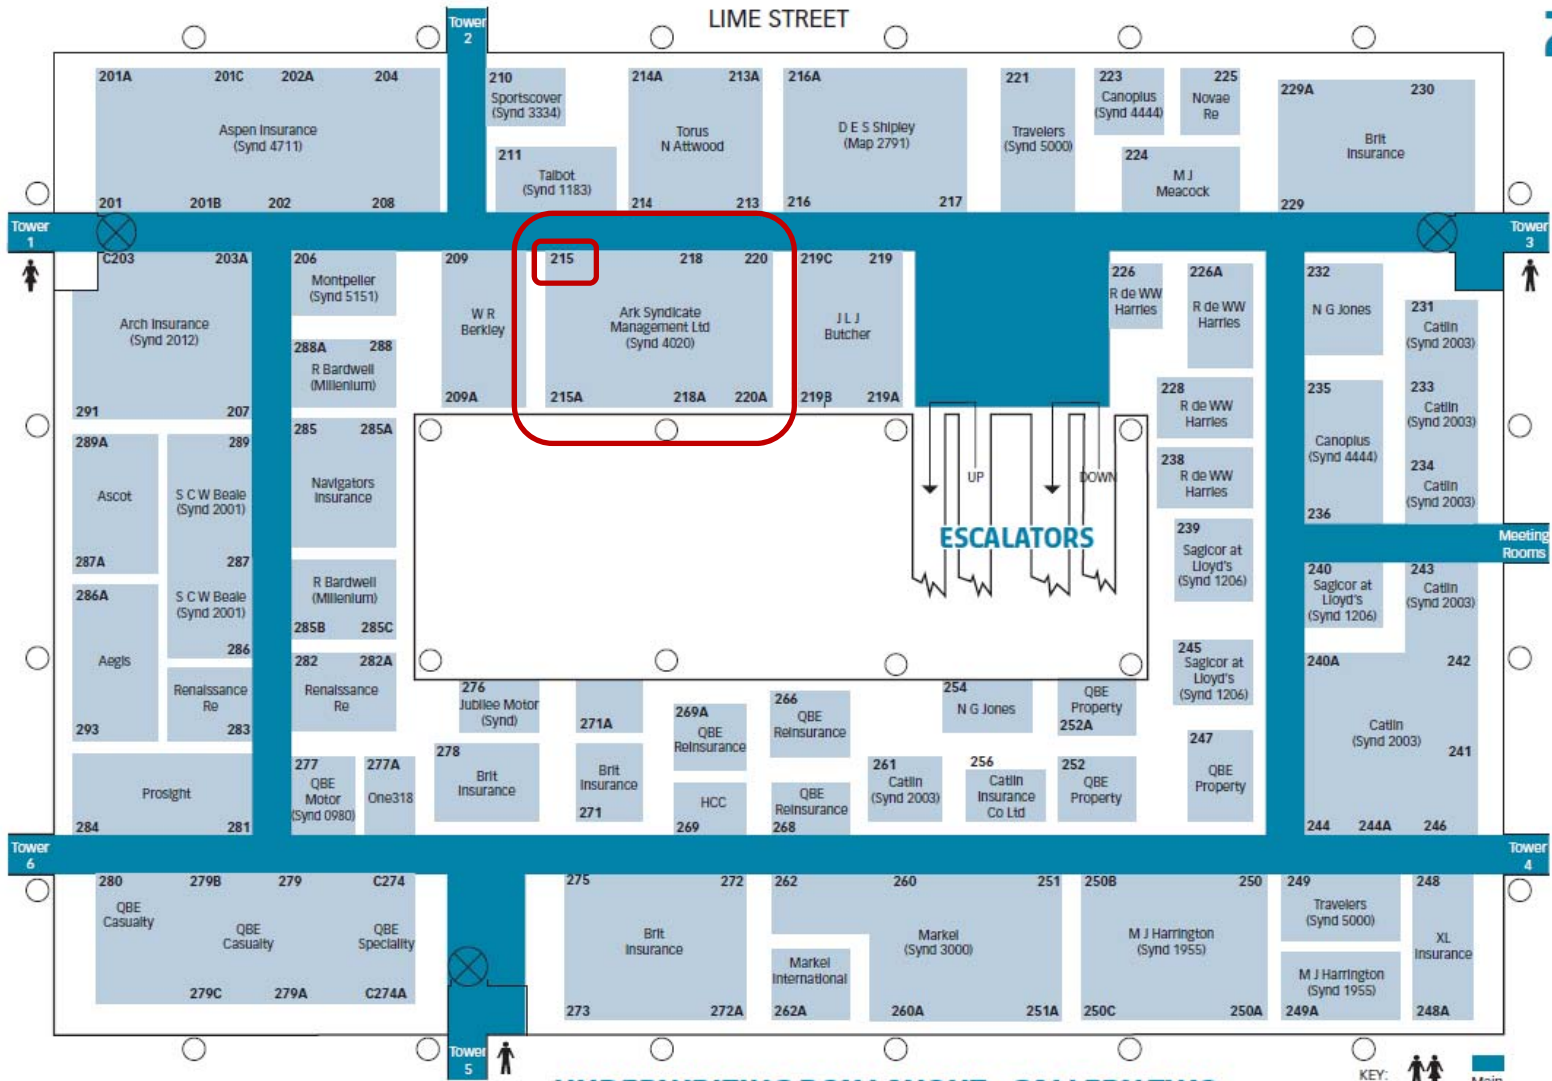 LIME STREET
2
Tower
2
201A 201C 202A 204
Aspen Insurance
(Synd 4711)
201 201B 202 208
210
Sportscover
(Synd 3334)
211
Talbot
(Synd 1183)
214A 213A
Torus
N Attwood
214 213
216A
D E S Shipley
(Map 2791)
216 217
221
Travelers
(Synd 5000)
223
Canopius
(Synd 4444)
225
Novae
Re
224
M J
Meacock
229A 230
Brit
Insurance
229
Tower
1
Tower
3
C203 203A
Arch Insurance
(Synd 2012)
291 207
206
Montpelier
(Synd 5151)
288A 288
R Bardwell
(Millenium)
209
W R
Berkley
209A
215 218 220
Ark Syndicate
Management Ltd
(Synd 4020)
215A 218A 220A
219C 219
J L J
Butcher
219B 219A
226
R de WW
Harries
226A
R de WW
Harries
228
R de WW
Harries
238
R de WW
Harries
232
N G Jones
231
Catlin
(Synd 2003)
233
Catlin
(Synd 2003)
234
Catlin
(Synd 2003)
235
Canopius
(Synd 4444)
236
289A
Ascot
287A
289
S C W Beale
(Synd 2001)
287
S C W Beale
(Synd 2001)
286
285 285A
Navigators
Insurance
R Bardwell
(Millenium)
285B 285C
UP
DOWN
ESCALATORS
239
Sagicor at
Lloyd's
(Synd 1206)
Meeting
Rooms
240
Sagicor at
Lloyd's
(Synd 1206)
243
Catlin
(Synd 2003)
286A
Aegis
293
Renaissance
Re
283
282 282A
Renaissance
Re
245
Sagicor at
Lloyd's
(Synd 1206)
240A 242
Catlin
(Synd 2003)
241
244 244A 246
276
Jubilee Motor
(Synd)
271A
269A
QBE
Reinsurance
266
QBE
Reinsurance
254
N G Jones
QBE
Property
252A
247
QBE
Property
Prosight
284 281
277
QBE
Motor
(Synd 0980)
277A
One318
278
Brit
Insurance
Brit
Insurance
271
HCC
269
QBE
Reinsurance
268
261
Catlin
(Synd 2003)
256
Catlin
Insurance
Co Ltd
252
QBE
Property
Tower
6
Tower
4
280 279B 279 C274
QBE
Casualty
QBE
Casualty
QBE
Speciality
279C 279A C274A
275 272
Brit
Insurance
273 272A
262 260 251
Markel
(Synd 3000)
Markel
International
262A 260A 251A
250B 250
M J Harrington
(Synd 1955)
250C 250A
249
Travelers
(Synd 5000)
M J Harrington
(Synd 1955)
249A
248
XL
Insurance
248A
Tower
5
UNDERWRITING ROOM LAYOUT - GALLERY TWO
KEY:
Main